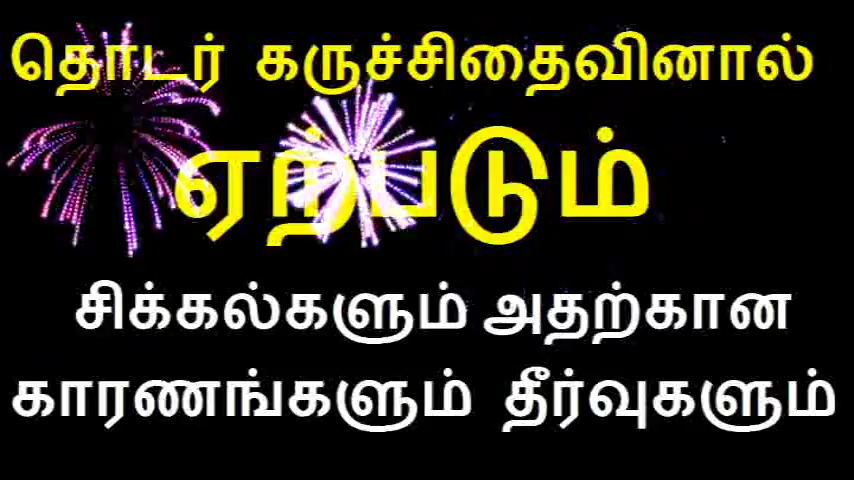 தொடர் கருச்சிதைவினால்
ஏற்படும்
சிக்கல்களும் அதற்கான
காரணங்களும் தீர்வுகளும்